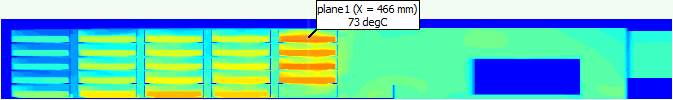 plane1 (X = 466 mm)
73 degC